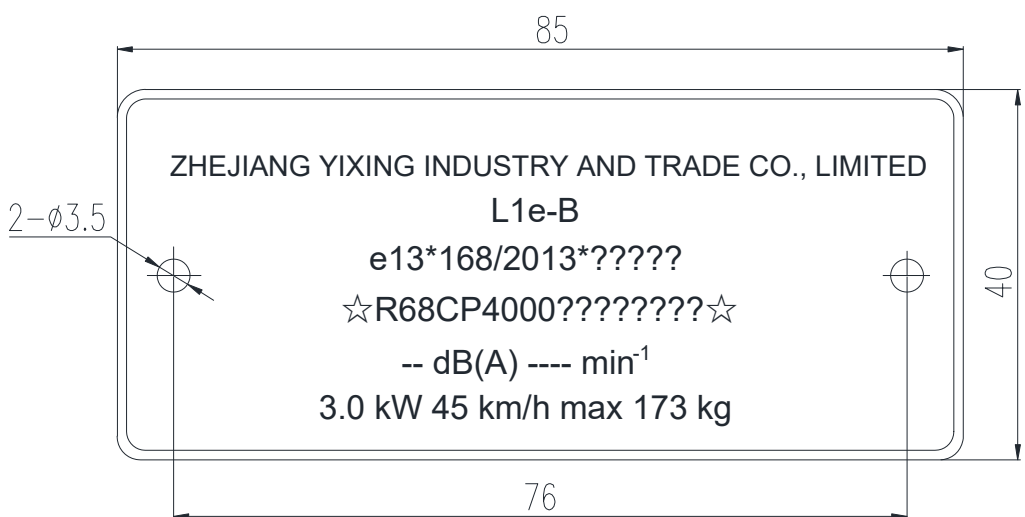 85
ZHEJIANG YIXING INDUSTRY AND TRADE CO., LIMITED
L1e-B
2-ø3.5
e13*168/2013*?????
40
☆R68CP4000????????☆
-- dB(A) ---- min⁻¹
3.0 kW 45 km/h max 173 kg
76